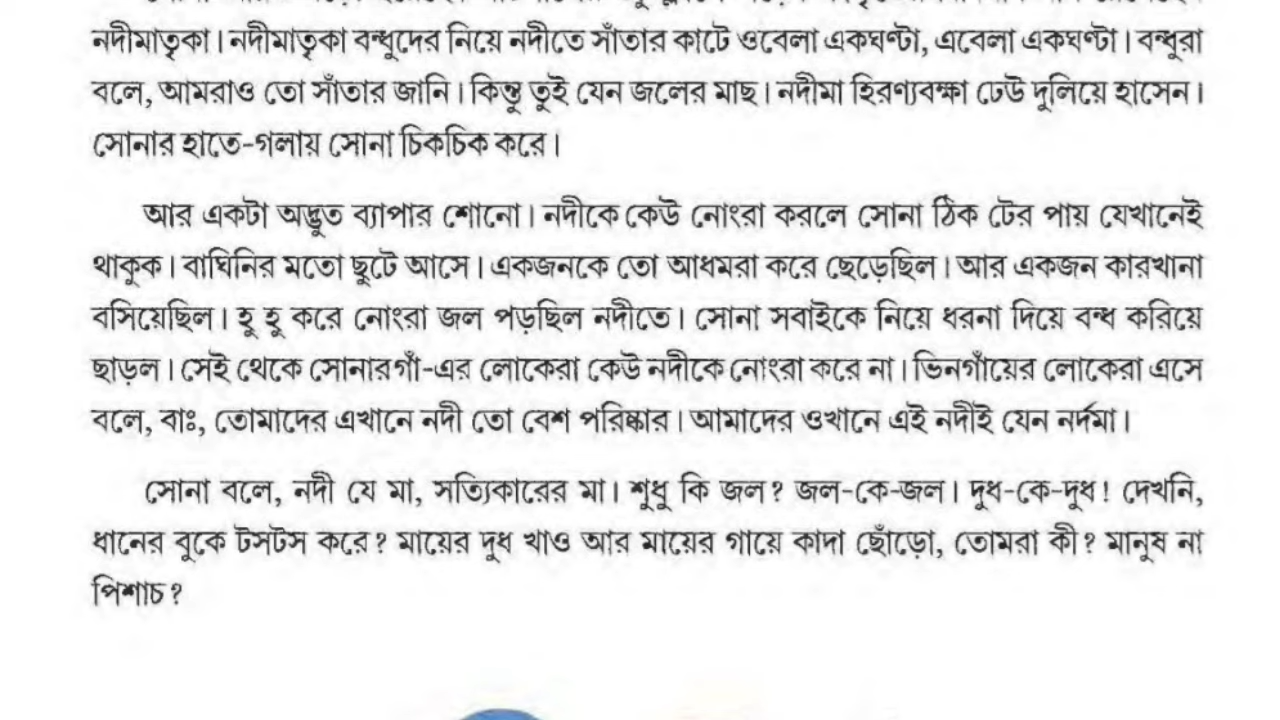 নদীমাতৃকা। নদীমাতৃকা বন্ধুদের নিয়ে নদীতে সাঁতার কাটে ওবেলা একঘণ্টা, এবেলা একঘণ্টা। বন্ধুরা
বলে, আমরাও তো সাঁতার জানি। কিন্তু তুই যেন জলের মাছ। নদীমা হিরণ্যবক্ষা ঢেউ দুলিয়ে হাসেন।
সোনার হাতে-গলায় সোনা চিকচিক করে।
আর একটা অদ্ভুত ব্যাপার শোনো। নদীকে কেউ নোংরা করলে সোনা ঠিক টের পায় যেখানেই
থাকুক। বাঘিনির মতো ছুটে আসে। একজনকে তো আধমরা করে ছেড়েছিল। আর একজন কারখানা
বসিয়েছিল। হু হু করে নোংরা জল পড়ছিল নদীতে। সোনা সবাইকে নিয়ে ধরনা দিয়ে বন্ধ করিয়ে
ছাড়ল। সেই থেকে সোনারগাঁ-এর লোকেরা কেউ নদীকে নোংরা করে না। ভিনগাঁয়ের লোকেরা এসে
বলে, বাঃ, তোমাদের এখানে নদী তো বেশ পরিষ্কার। আমাদের ওখানে এই নদীই যেন নর্দমা।
সোনা বলে, নদী যে মা, সত্যিকারের মা। শুধু কি জল? জল-কে-জল। দুধ-কে-দুধ! দেখনি,
ধানের বুকে টসটস করে? মায়ের দুধ খাও আর মায়ের গায়ে কাদা ছোঁড়ো, তোমরা কী? মানুষ না
পিশাচ?